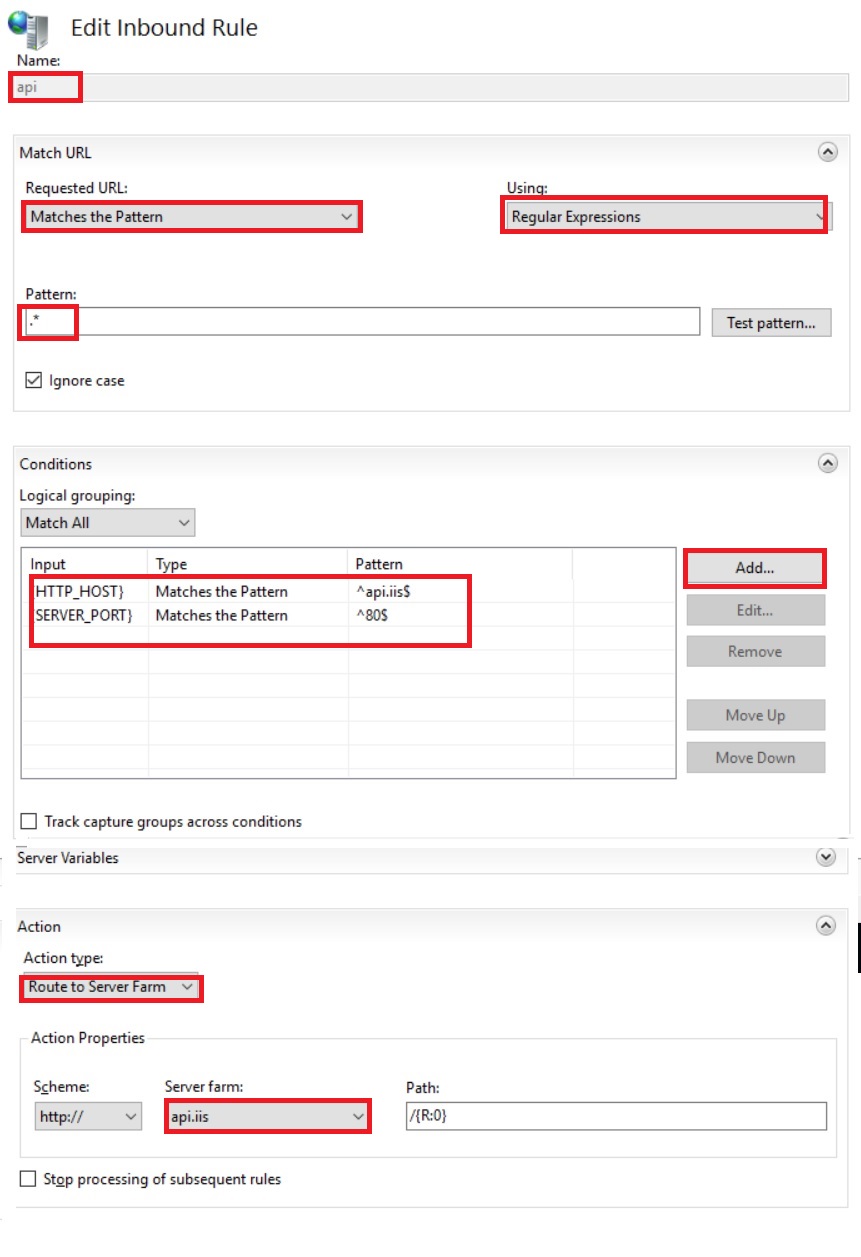 Edit Inbound Rule
Name:
api
Match URL
Requested URL:
Using:
Matches the Pattern
Regular Expressions
Pattern:
.*
Test pattern...
Ignore case
Conditions
Logical grouping:
Match All
Input Type Pattern
HTTP_HOST} Matches the Pattern ^api.iis$
SERVER_PORT} Matches the Pattern ^80$
Add...
Edit...
Remove
Move Up
Move Down
Track capture groups across conditions
Server Variables
Action
Action type:
Route to Server Farm
Action Properties
Scheme: Server farm: Path:
http:// api.iis /{R:0}
Stop processing of subsequent rules